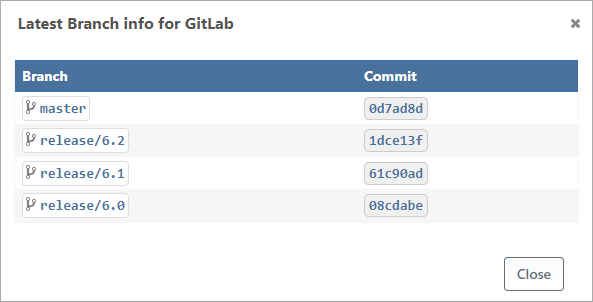 Latest Branch info for GitLab
Branch Commit
master 0d7ad8d
release/6.2 1dce13f
release/6.1 61c90ad
release/6.0 08cdabe
Close